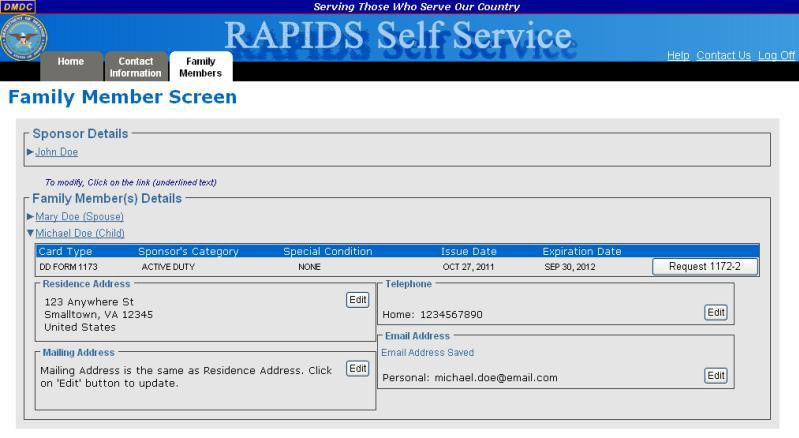 DMDC
Serving Those Who Serve Our Country
RAPIDS Self Service
Home
Contact
Information
Family
Members
Help Contact Us Log Off
Family Member Screen
Sponsor Details
John Doe
To modify, Click on the link (underlined text)
Family Member(s) Details
Mary Doe (Spouse)
Michael Doe (Child)
Card Type Sponsor's Category Special Condition Issue Date Expiration Date
DD FORM 1173 ACTIVE DUTY NONE OCT 27, 2011 SEP 30, 2012 Request 1172-2
Residence Address
123 Anywhere St
Smalltown, VA 12345
United States
Edit
Telephone
Home: 1234567890
Edit
Mailing Address
Mailing Address is the same as Residence Address. Click
on 'Edit' button to update.
Edit
Email Address
Email Address Saved
Personal: michael.doe@email.com
Edit